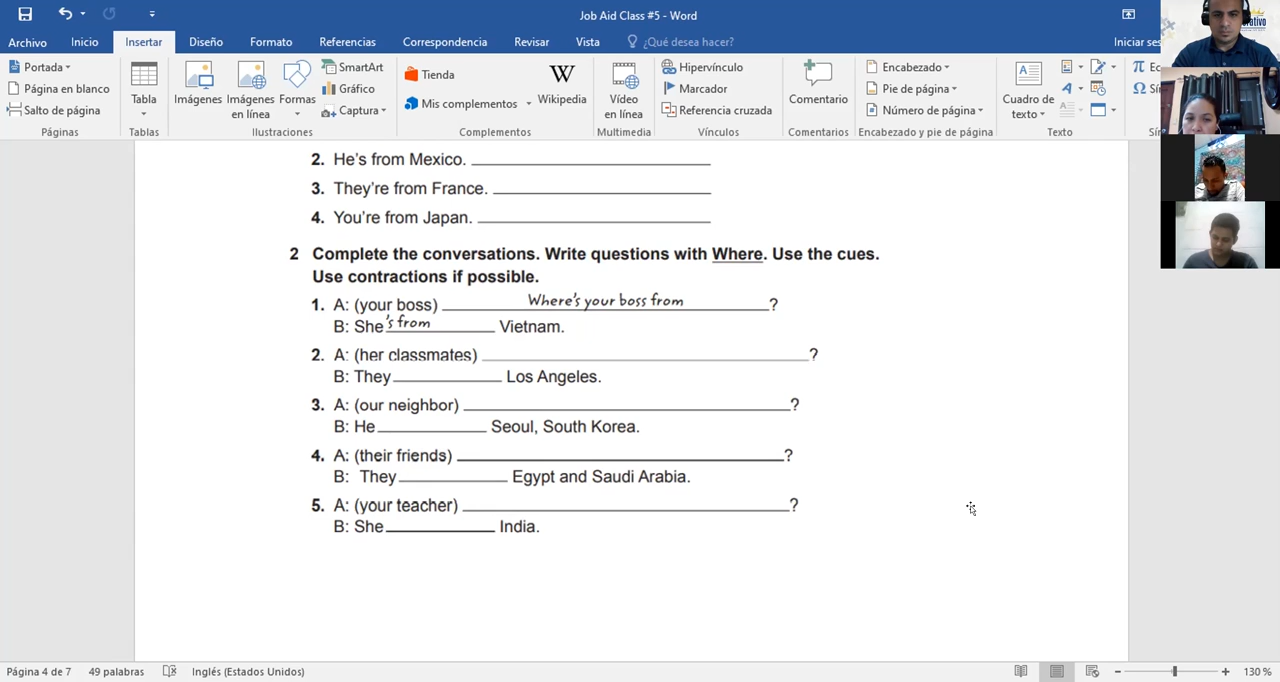 Job Aid Class #5 - Word
Archivo Inicio Insertar Diseño Formato Referencias Correspondencia Revisar Vista ¿Qué desea hacer? Iniciar ses
Portada
Página en blanco
Salto de página
Páginas
Tabla
Tablas
Imágenes
Imágenes en línea
Formas
SmartArt
Gráfico
Captura
Ilustraciones
Tienda
Mis complementos
Wikipedia
Complementos
Vídeo en línea
Multimedia
Hipervínculo
Marcador
Referencia cruzada
Vínculos
Comentario
Comentarios
Encabezado
Pie de página
Número de página
Encabezado y pie de página
Cuadro de texto
Texto
2. He's from Mexico.
3. They're from France.
4. You're from Japan.
2 Complete the conversations. Write questions with Where. Use the cues.
Use contractions if possible.
1. A: (your boss) Where's your boss from ?
B: She 's from Vietnam.
2. A: (her classmates) ?
B: They Los Angeles.
3. A: (our neighbor) ?
B: He Seoul, South Korea.
4. A: (their friends) ?
B: They Egypt and Saudi Arabia.
5. A: (your teacher) ?
B: She India.
Página 4 de 7 49 palabras Inglés (Estados Unidos) 130 %